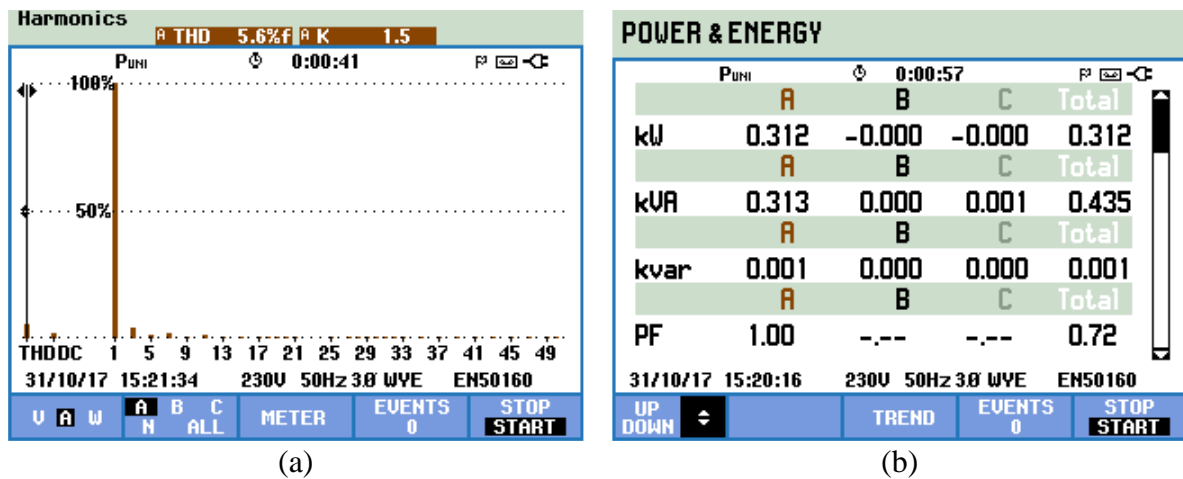 Harmonics
A THD 5.6%f A K 1.5
PUNI 0:00:41
100%
50%
THD DC 1 5 9 13 17 21 25 29 33 37 41 45 49
31/10/17 15:21:34 230V 50Hz 3Ø WYE EN50160
V A W A B C N ALL METER EVENTS 0 STOP START
(a)
POWER & ENERGY
PUNI 0:00:57
A B C Total
kW 0.312 -0.000 -0.000 0.312
A B C Total
kVA 0.313 0.000 0.001 0.435
A B C Total
kvar 0.001 0.000 0.000 0.001
A B C Total
PF 1.00 -.-- -.-- 0.72
31/10/17 15:20:16 230V 50Hz 3Ø WYE EN50160
UP DOWN TREND EVENTS 0 STOP START
(b)